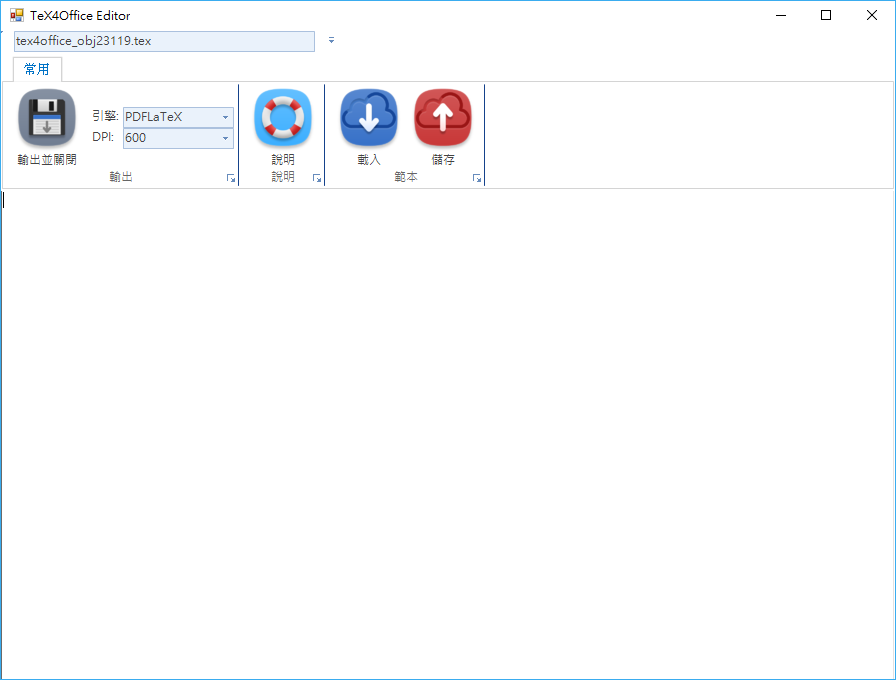 TeX4Office Editor
tex4office_obj23119.tex
常用
引擎: PDFLaTeX
DPI: 600
輸出並關閉 說明 載入 儲存
輸出 說明 範本